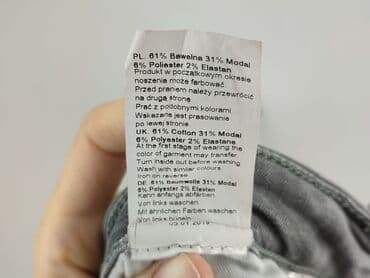 PL. 61% Bawełna 31% Modal
6% Poliester 2% Elastan
Produkt w początkowym okresie
noszenia może farbować
Przed praniem należy przewrócić
na drugą stronę.
Prać z podobnymi kolorami
Wskazane jest prasowanie
po lewej stronie.
UK. 61% Cotton 31% Modal
6% Polyester 2% Elastane
At the first stage of wearing the
color of garment may transfer
Turn inside out before washing
Wash with similar colours
Iron on reverse.
DE 61% Baumwolle 31% Modal
6% Polyester 2% Elastan
Kann anfangs abfärben.
Von links waschen
Mit ähnlichen Farben waschen
Von links bügeln